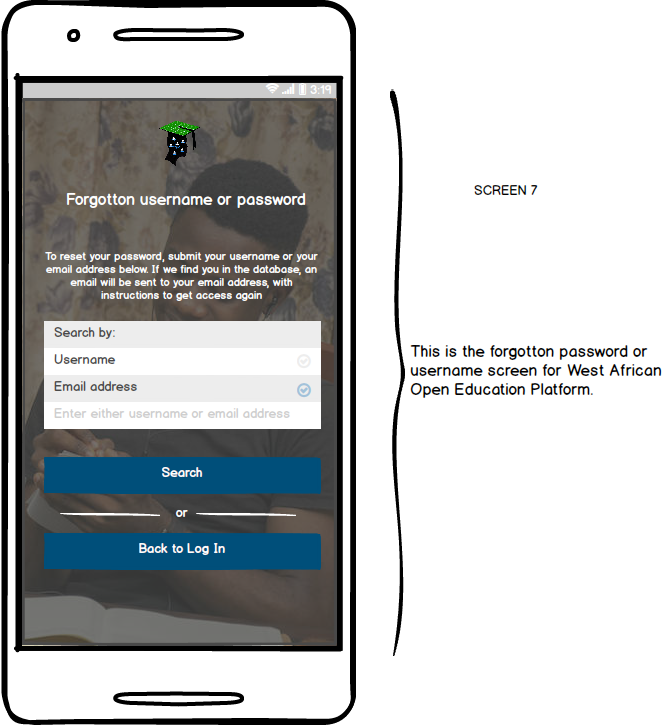 3:19
Forgotton username or password
To reset your password, submit your username or your
email address below. If we find you in the database, an
email will be sent to your email address, with
instructions to get access again
Search by:
Username
Email address
Enter either username or email address
Search
or
Back to Log In
SCREEN 7
This is the forgotton password or
username screen for West African
Open Education Platform.